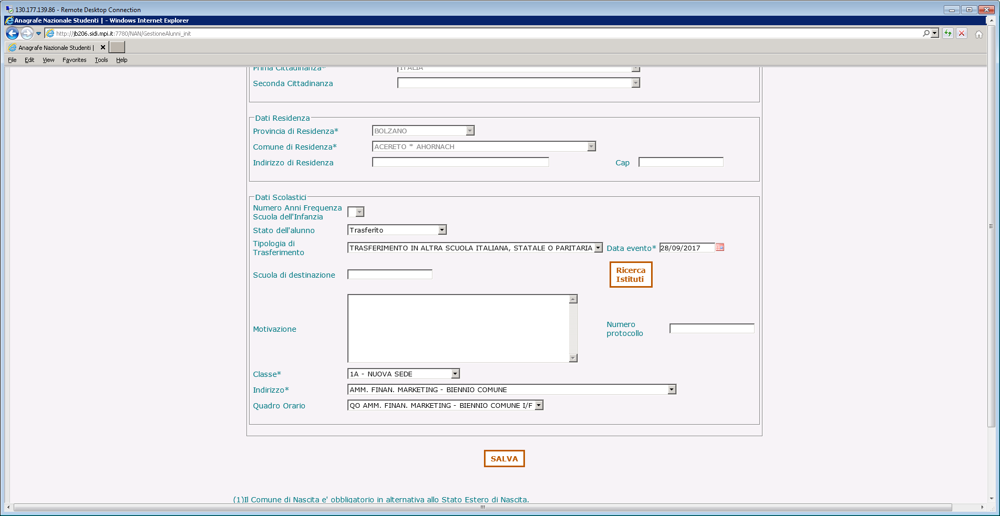 130.177.139.86 - Remote Desktop Connection
Anagrafe Nazionale Studenti | - Windows Internet Explorer
http://jb206.sidi.mpi.it:7780/NAN/GestioneAlunni_init
Anagrafe Nazionale Studenti |
File Edit View Favorites Tools Help
Prima Cittadinanza* ITALIA
Seconda Cittadinanza
Dati Residenza
Provincia di Residenza* BOLZANO
Comune di Residenza* ACERETO * AHORNACH
Indirizzo di Residenza Cap
Dati Scolastici
Numero Anni Frequenza
Scuola dell'Infanzia
Stato dell'alunno Trasferito
Tipologia di
Trasferimento TRASFERIMENTO IN ALTRA SCUOLA ITALIANA, STATALE O PARITARIA Data evento* 28/09/2017
Scuola di destinazione
Ricerca
Istituti
Motivazione
Numero
protocollo
Classe* 1A - NUOVA SEDE
Indirizzo* AMM. FINAN. MARKETING - BIENNIO COMUNE
Quadro Orario QO AMM. FINAN. MARKETING - BIENNIO COMUNE I/F
SALVA
(1)Il Comune di Nascita e' obbligatorio in alternativa allo Stato Estero di Nascita.